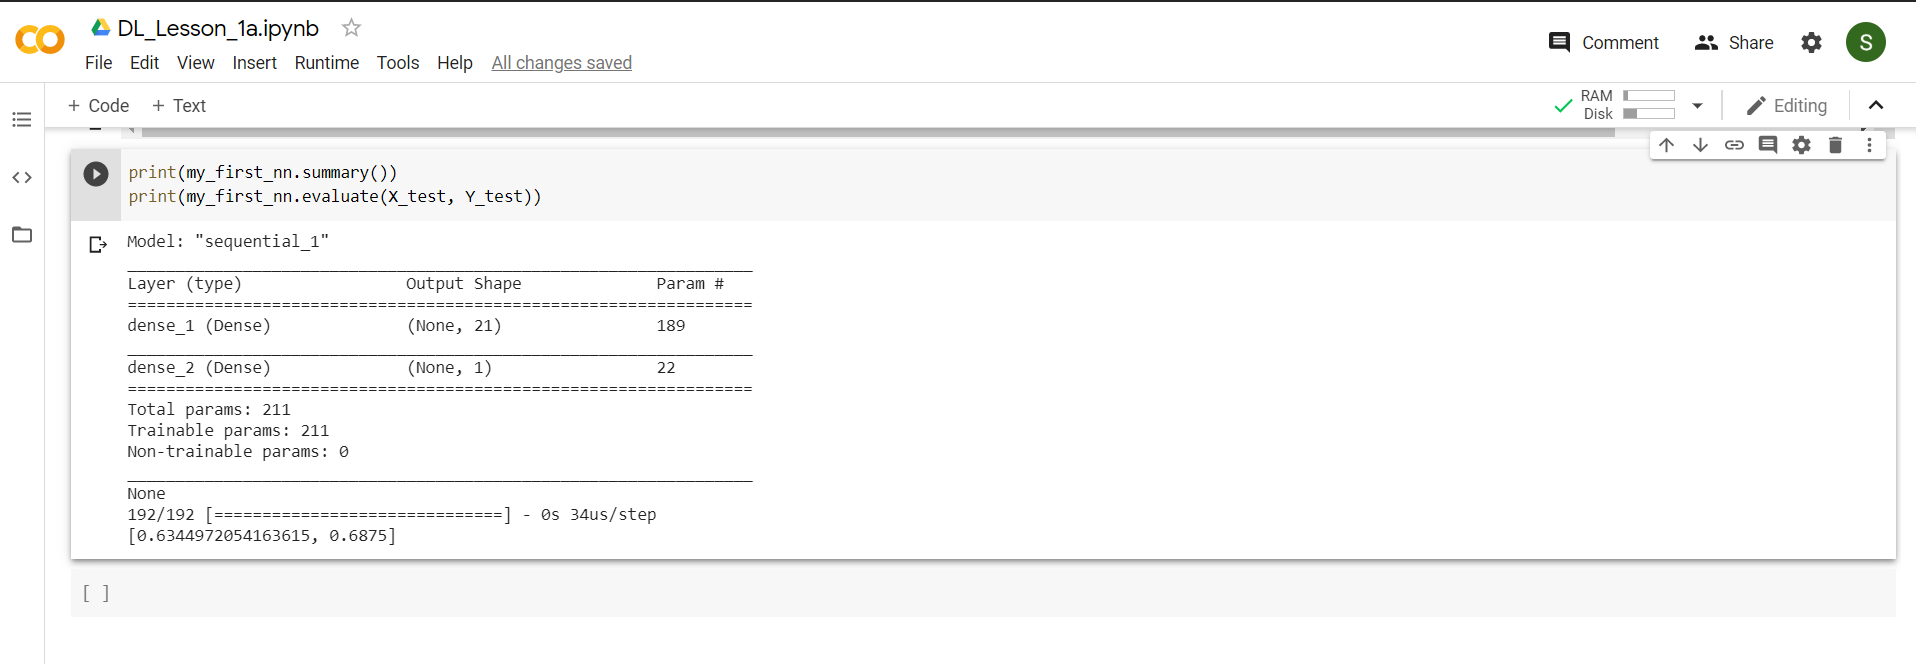 DL_Lesson_1a.ipynb
File Edit View Insert Runtime Tools Help All changes saved
Comment Share S
+ Code + Text
RAM
Disk
Editing
print(my_first_nn.summary())
print(my_first_nn.evaluate(X_test, Y_test))
Model: "sequential_1"
_________________________________________________________________
Layer (type)                 Output Shape              Param #
=================================================================
dense_1 (Dense)              (None, 21)                189
_________________________________________________________________
dense_2 (Dense)              (None, 1)                 22
=================================================================
Total params: 211
Trainable params: 211
Non-trainable params: 0
_________________________________________________________________
None
192/192 [==============================] - 0s 34us/step
[0.6344972054163615, 0.6875]
[ ]